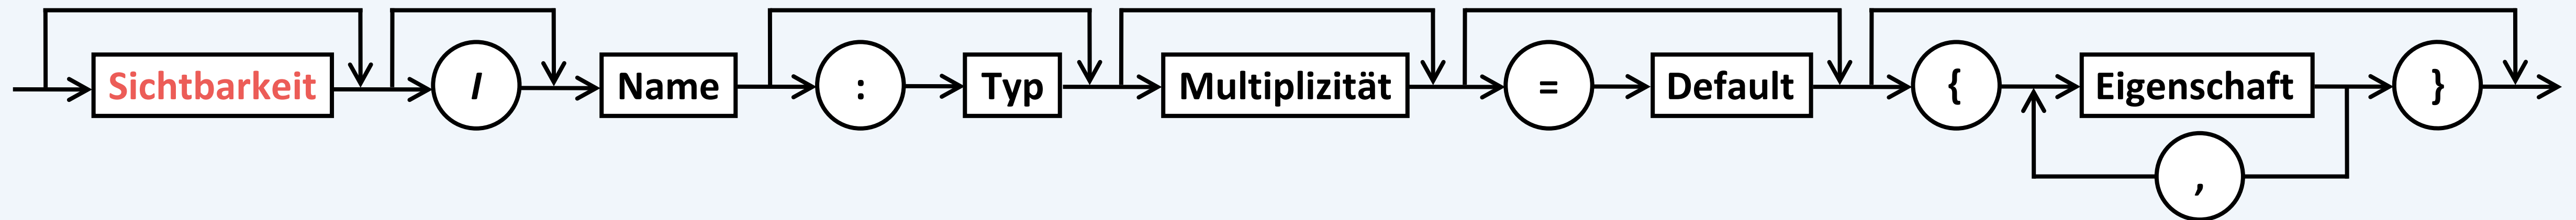 Sichtbarkeit / Name : Typ Multiplizität = Default { Eigenschaft }
,